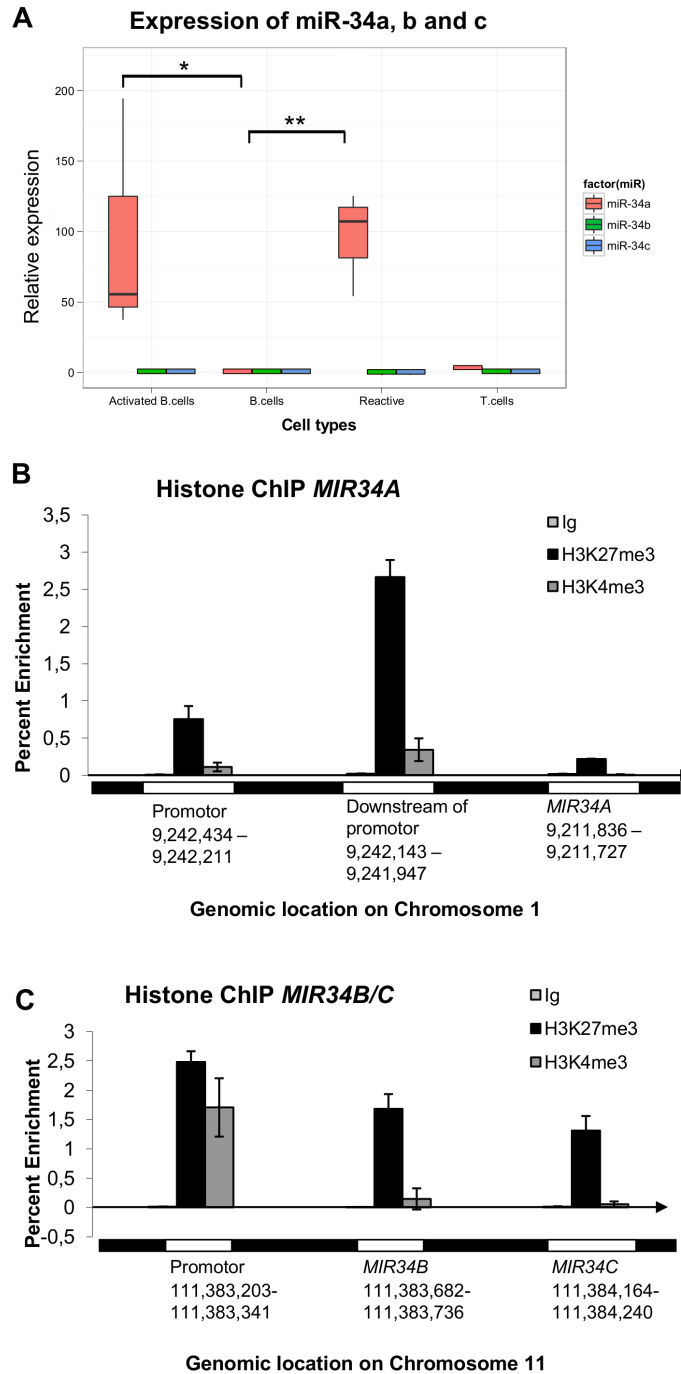 A
Expression of miR-34a, b and c
Relative expression
200
150
100
50
0
*
**
Activated B.cells
B.cells
Reactive
T.cells
Cell types
factor(miR)
miR-34a
miR-34b
miR-34c
B
Histone ChIP MIR34A
Percent Enrichment
3,5
3
2,5
2
1,5
1
0,5
0
Ig
H3K27me3
H3K4me3
Promotor
9,242,434 –
9,242,211
Downstream of
promotor
9,242,143 –
9,241,947
MIR34A
9,211,836 –
9,211,727
Genomic location on Chromosome 1
C
Histone ChIP MIR34B/C
Percent Enrichment
3
2,5
2
1,5
1
0,5
0
-0,5
Ig
H3K27me3
H3K4me3
Promotor
111,383,203-
111,383,341
MIR34B
111,383,682-
111,383,736
MIR34C
111,384,164-
111,384,240
Genomic location on Chromosome 11